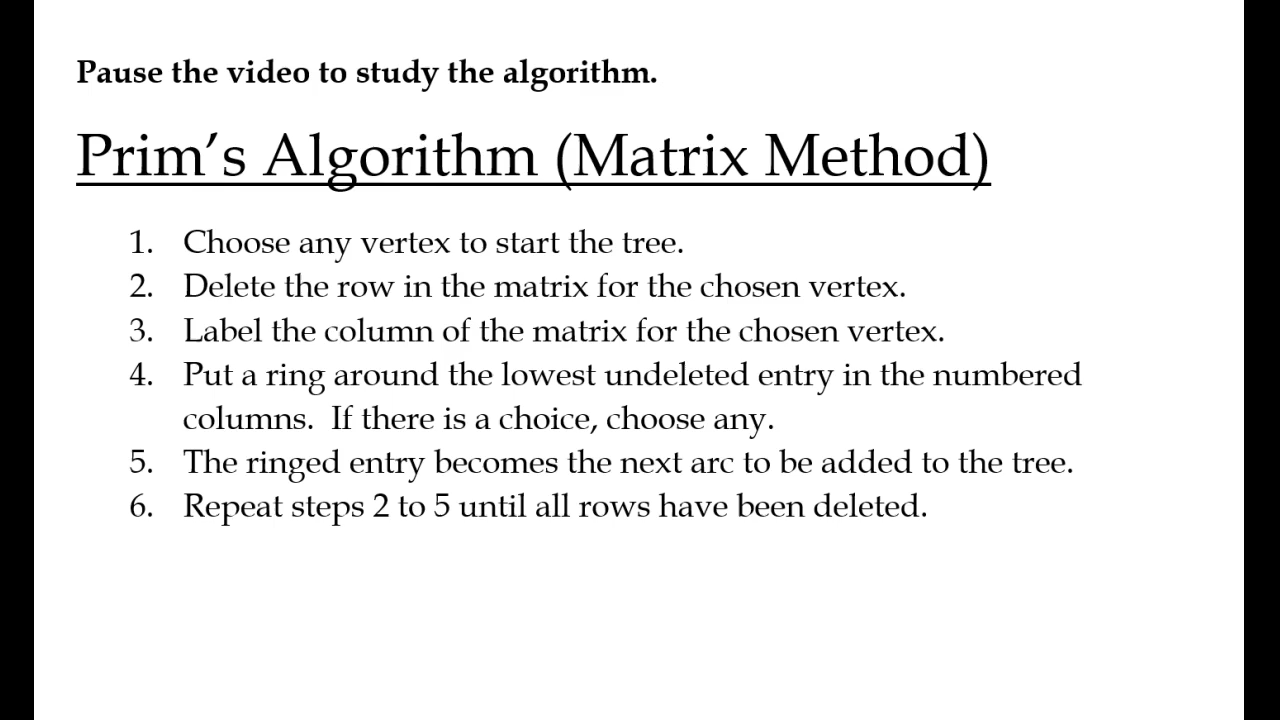 Pause the video to study the algorithm.
Prim’s Algorithm (Matrix Method)
1. Choose any vertex to start the tree.
2. Delete the row in the matrix for the chosen vertex.
3. Label the column of the matrix for the chosen vertex.
4. Put a ring around the lowest undeleted entry in the numbered
columns.  If there is a choice, choose any.
5. The ringed entry becomes the next arc to be added to the tree.
6. Repeat steps 2 to 5 until all rows have been deleted.